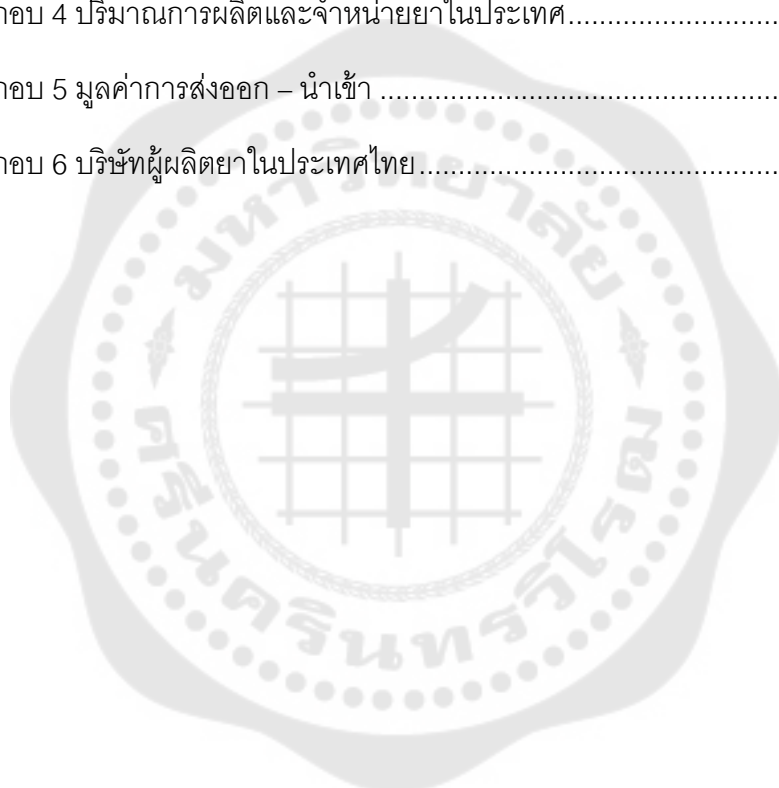 กอบ 4 ปริมาณการผลิตและจำหน่ายยาในประเทศ..........................
กอบ 5 มูลค่าการส่งออก – นำเข้า ..................................................
กอบ 6 บริษัทผู้ผลิตยาในประเทศไทย.............................................
มหาวิทยาลัย
ศรีนครินทรวิโรฒ